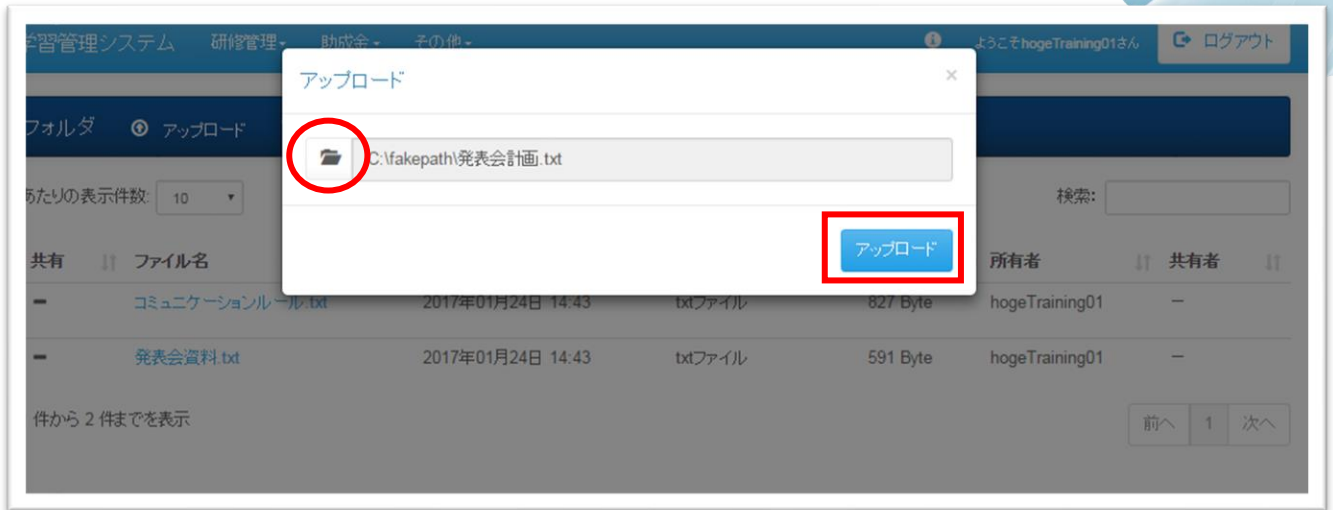 学習管理システム 研修管理 助成金 その他 ようこそhogeTraining01さん ログアウト
アップロード ×
フォルダ アップロード
C:\fakepath\発表会計画.txt
あたりの表示件数: 10 検索:
アップロード
共有 ファイル名 所有者 共有者
コミュニケーションルール.txt 2017年01月24日 14:43 txtファイル 827 Byte hogeTraining01 ー
発表会資料.txt 2017年01月24日 14:43 txtファイル 591 Byte hogeTraining01 ー
件から 2 件までを表示
前へ 1 次へ